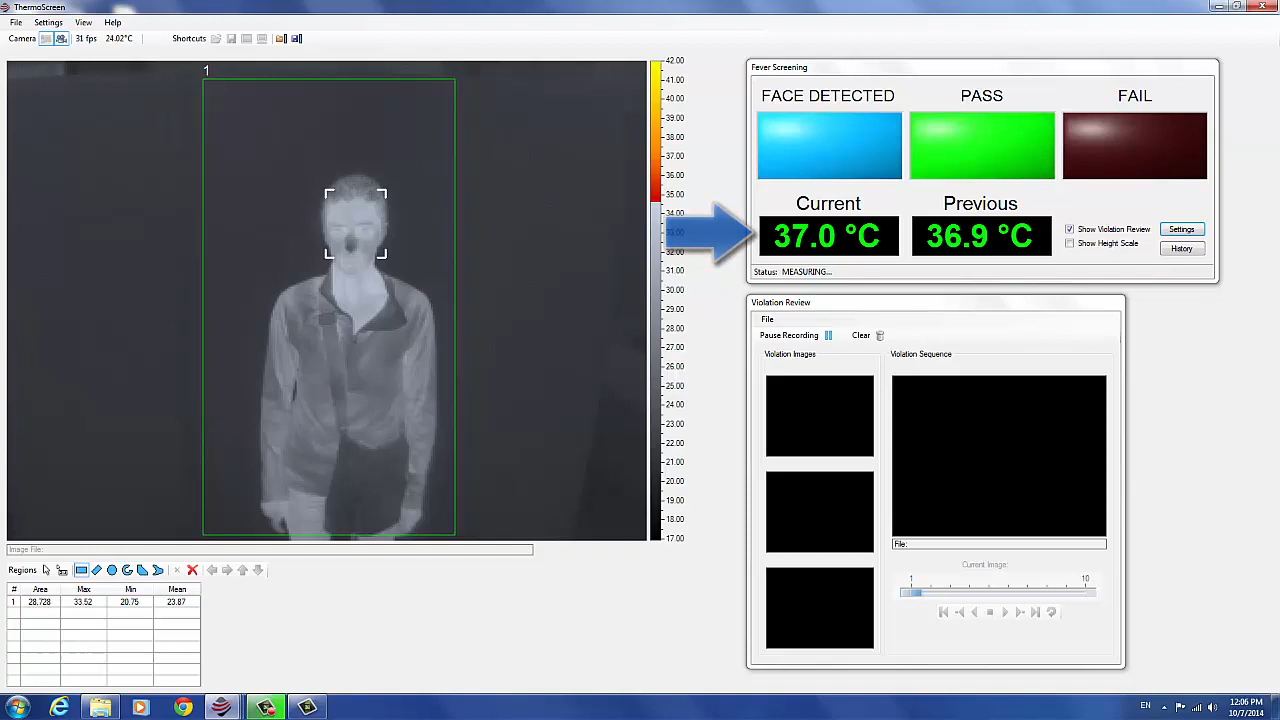 ThermoScreen
File Settings View Help
Camera 31 fps 24.02°C Shortcuts
1
42.00
41.00
40.00
39.00
38.00
37.00
36.00
35.00
34.00
32.00
31.00
30.00
29.00
28.00
27.00
26.00
25.00
24.00
23.00
22.00
21.00
20.00
19.00
18.00
17.00
Image File:
Regions
# Area Max Min Mean
1 28.728 33.52 20.75 23.87
Fever Screening
FACE DETECTED PASS FAIL
Current Previous
37.0 °C 36.9 °C
Show Violation Review Settings
Show Height Scale History
Status: MEASURING...
Violation Review
File
Pause Recording Clear
Violation Images Violation Sequence
File:
Current Image:
1 10
EN 12:06 PM
10/7/2014